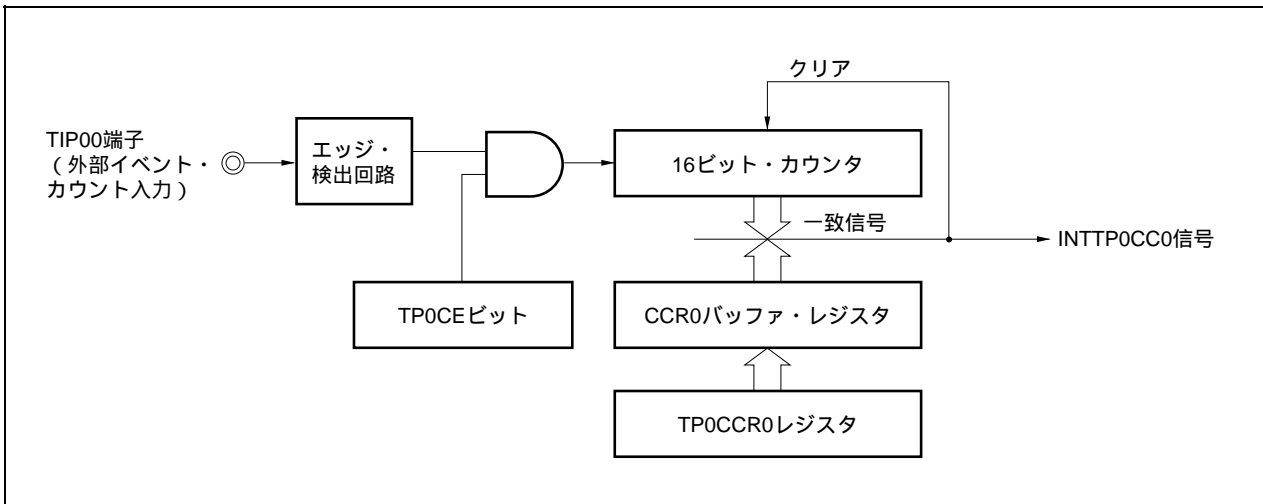 クリア
TIP00端子
（外部イベント・
カウント入力）
エッジ・
検出回路
16ビット・カウンタ
一致信号
INTTP0CC0信号
TP0CEビット
CCR0バッファ・レジスタ
TP0CCR0レジスタ